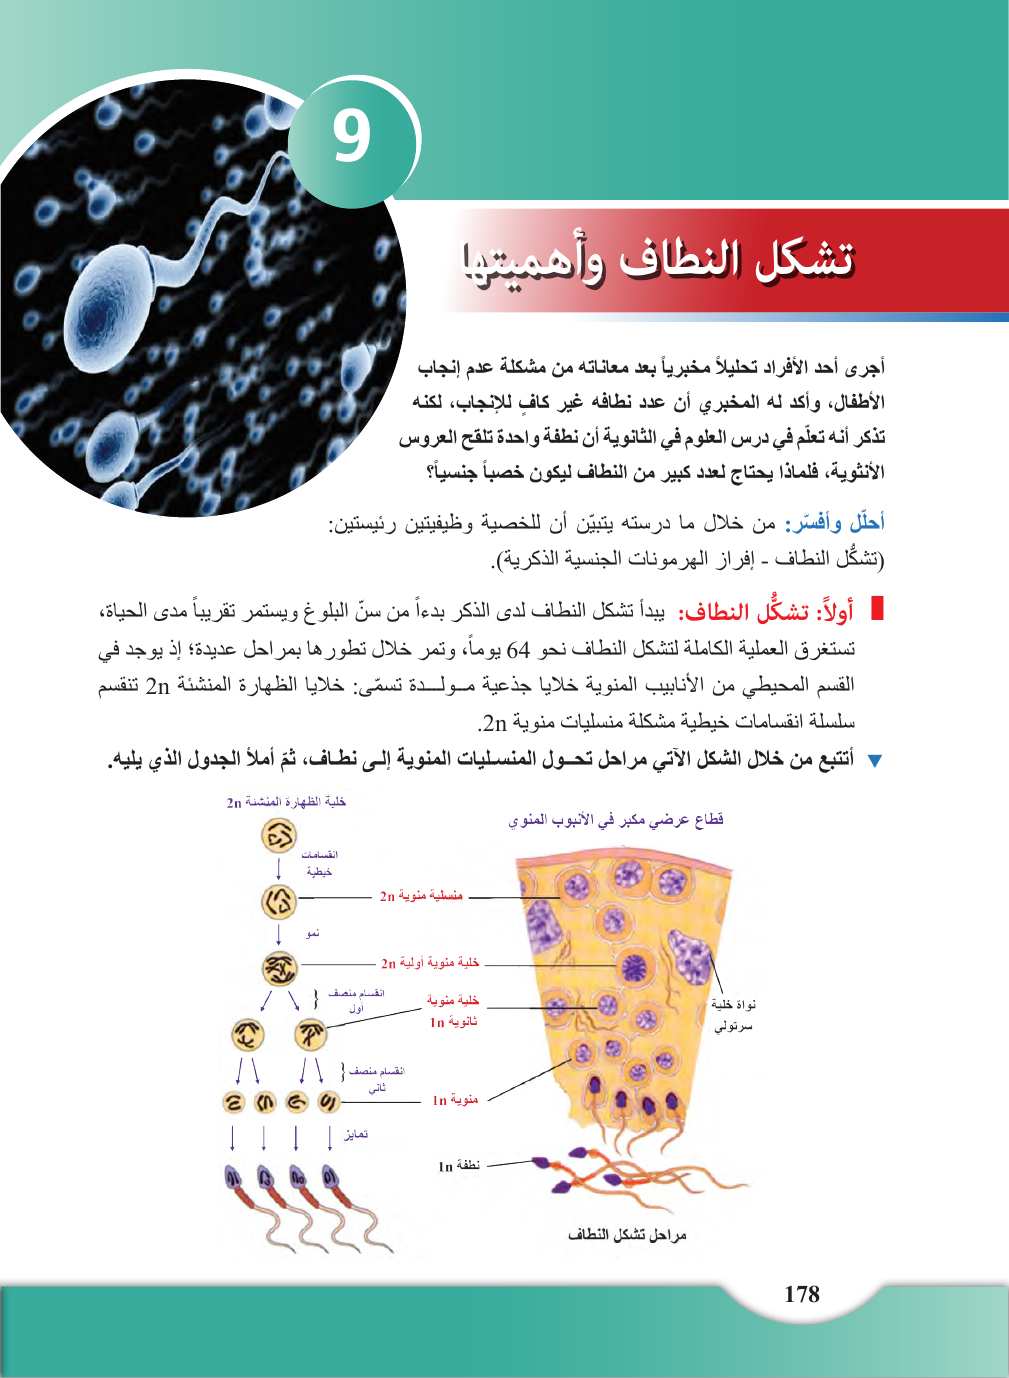 9
تشكل النطاف وأهميتها
أجرى أحد الأفراد تحليلاً مخبرياً بعد معاناته من مشكلة عدم إنجاب
الأطفال، وأكد له المخبري أن عدد نطافه غير كافٍ للإنجاب، لكنه
تذكر أنه تعلّم في درس العلوم في الثانوية أن نطفة واحدة تلقح العروس
الأنثوية، فلماذا يحتاج لعدد كبير من النطاف ليكون خصباً جنسياً؟
أحلّل وأفسّر: من خلال ما درسته يتبيّن أن للخصية وظيفيتين رئيستين:
(تشكُّل النطاف - إفراز الهرمونات الجنسية الذكرية).
أولاً: تشكُّل النطاف: يبدأ تشكل النطاف لدى الذكر بدءاً من سنّ البلوغ ويستمر تقريباً مدى الحياة،
تستغرق العملية الكاملة لتشكل النطاف نحو 64 يوماً، وتمر خلال تطورها بمراحل عديدة؛ إذ يوجد في
القسم المحيطي من الأنابيب المنوية خلايا جذعية مـولـــدة تسمّى: خلايا الظهارة المنشئة 2n تنقسم
سلسلة انقسامات خيطية مشكلة منسليات منوية 2n.
أتتبع من خلال الشكل الآتي مراحل تحــول المنسـليات المنوية إلـى نطـاف، ثمّ أملأ الجدول الذي يليه.
خلية الظهارة المنشئة 2n
قطاع عرضي مكبر في الأنبوب المنوي
انقسامات
خيطية
منسلية منوية 2n
نمو
خلية منوية أولية 2n
انقسام منصف
أول
خلية منوية
ثانوية 1n
نواة خلية
سرتولي
انقسام منصف
ثاني
منوية 1n
تمايز
نطفة 1n
مراحل تشكل النطاف
178